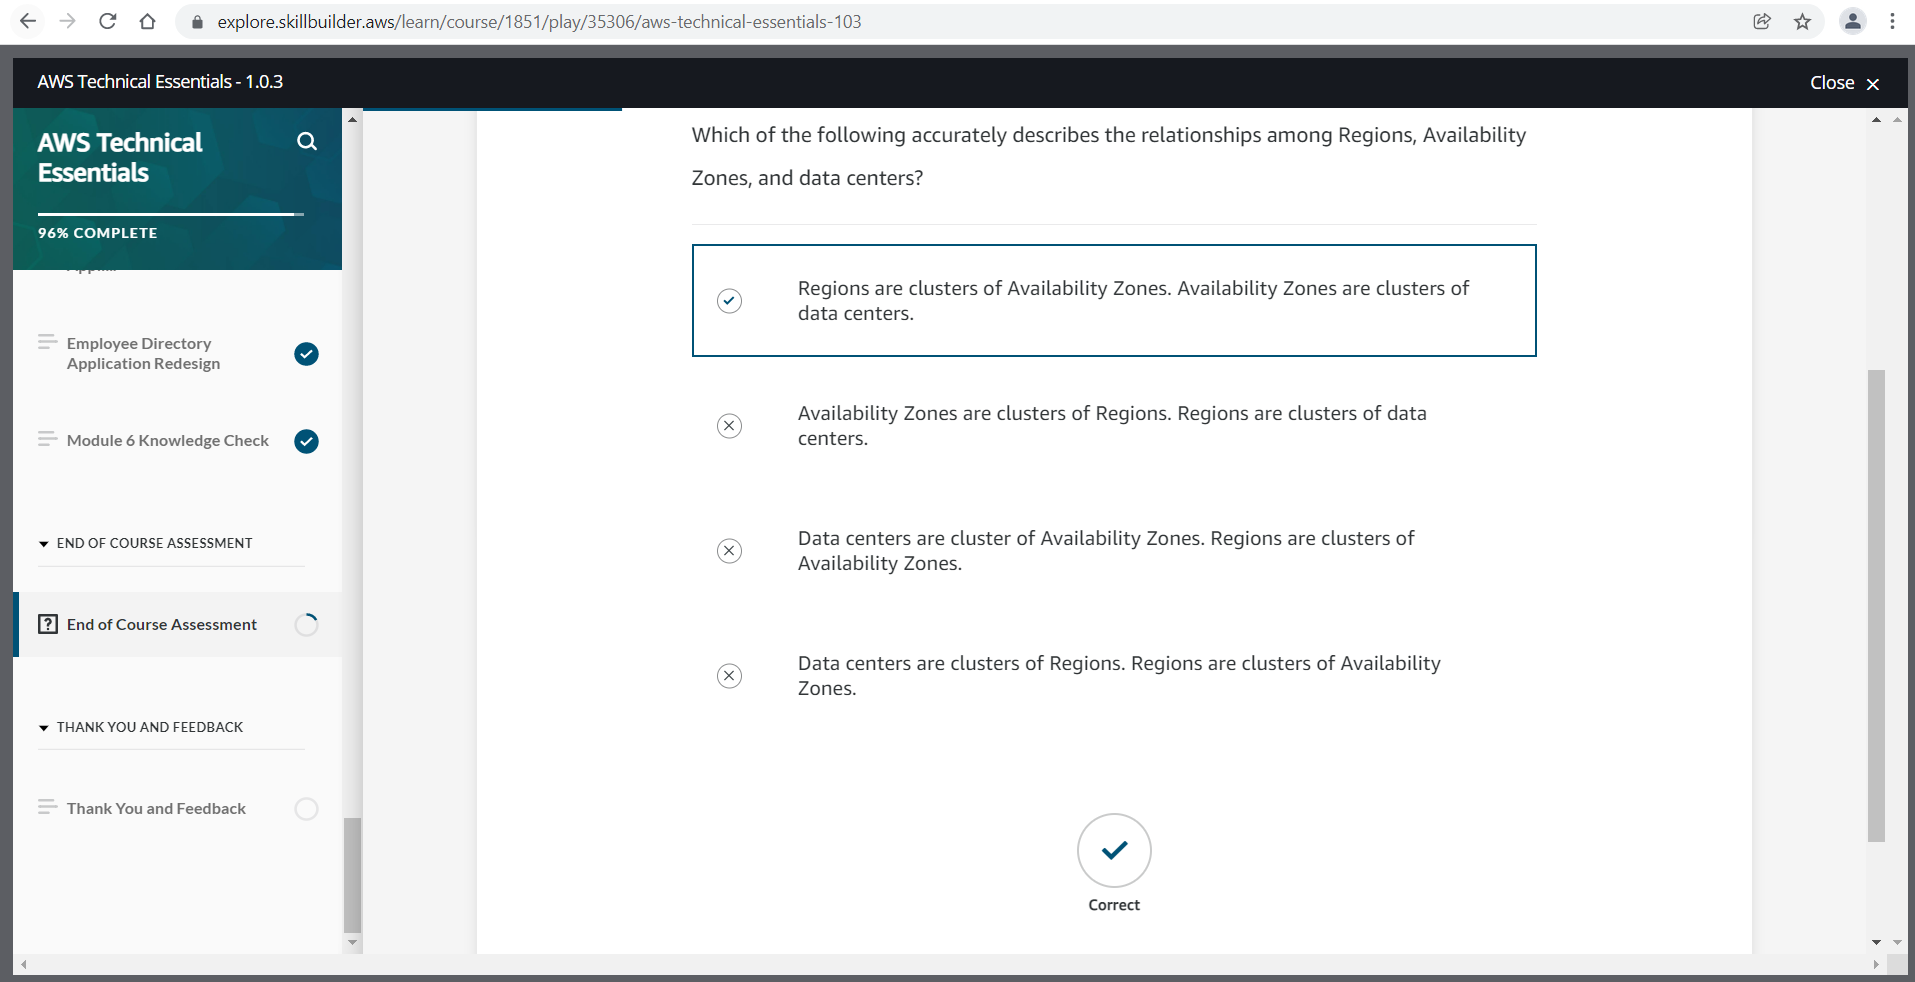 explore.skillbuilder.aws/learn/course/1851/play/35306/aws-technical-essentials-103
AWS Technical Essentials - 1.0.3
Close
AWS Technical
Essentials
96% COMPLETE
Employee Directory
Application Redesign
Module 6 Knowledge Check
END OF COURSE ASSESSMENT
End of Course Assessment
THANK YOU AND FEEDBACK
Thank You and Feedback
Which of the following accurately describes the relationships among Regions, Availability
Zones, and data centers?
Regions are clusters of Availability Zones. Availability Zones are clusters of
data centers.
Availability Zones are clusters of Regions. Regions are clusters of data
centers.
Data centers are cluster of Availability Zones. Regions are clusters of
Availability Zones.
Data centers are clusters of Regions. Regions are clusters of Availability
Zones.
Correct